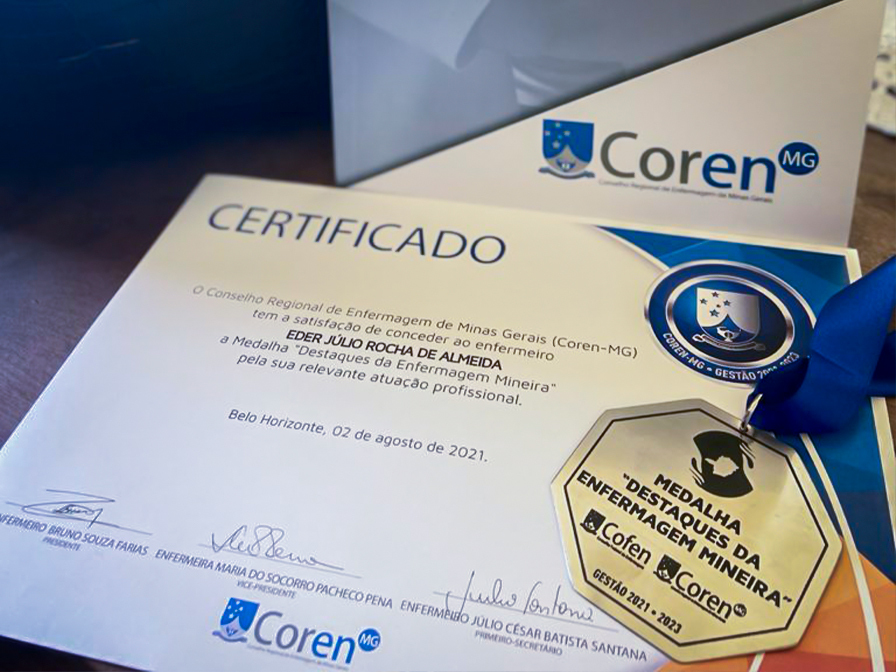 Coren MG
Conselho Regional de Enfermagem de Minas Gerais
CERTIFICADO
O Conselho Regional de Enfermagem de Minas Gerais (Coren-MG)
tem a satisfação de conceder ao enfermeiro
EDER JÚLIO ROCHA DE ALMEIDA
a Medalha "Destaques da Enfermagem Mineira"
pela sua relevante atuação profissional.
Belo Horizonte, 02 de agosto de 2021.
COREN-MG • GESTÃO
MEDALHA
"DESTAQUES DA
ENFERMAGEM MINEIRA"
Cofen
Coren
GESTÃO 2021 • 2023
NFERMEIRO BRUNO SOUZA FARIAS
PRESIDENTE
ENFERMEIRA MARIA DO SOCORRO PACHECO PENA
VICE-PRESIDENTE
ENFERMEIRO JÚLIO CÉSAR BATISTA SANTANA
PRIMEIRO-SECRETÁRIO
Coren MG